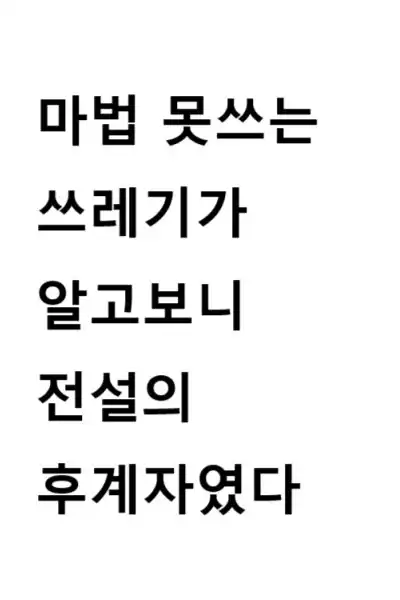 마법 못쓰는
쓰레기가
알고보니
전설의
후계자였다